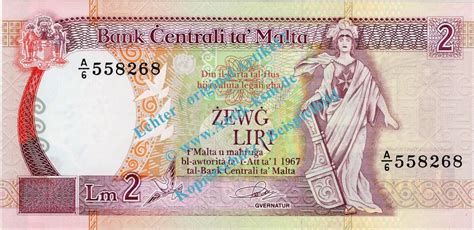 Bank Ċentrali ta' Malta
2
A/6 558268
Din il-karta tal-flus
hija valuta legali għal
ŻEWĠ
LIRI
f'Malta u maħruġa
bl-awtorità ta' l-Att ta' l 1967
tal-Bank Ċentrali ta' Malta
A/6 558268
Lm 2
GVERNATUR